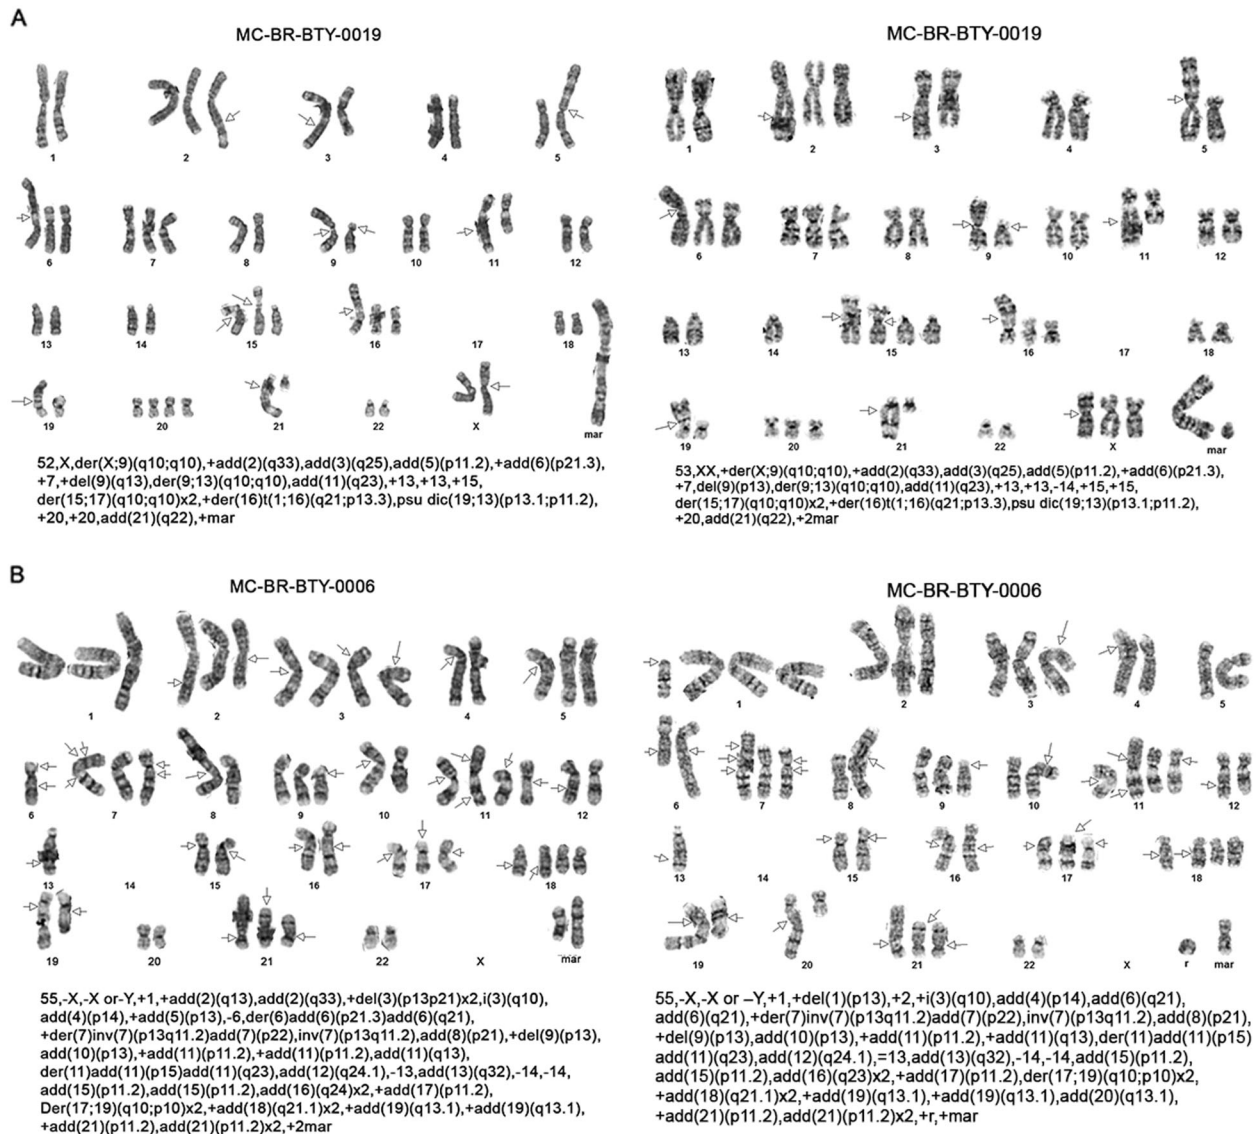 A
MC-BR-BTY-0019
1 2 3 4 5
6 7 8 9 10 11 12
13 14 15 16 17 18
19 20 21 22 X mar
52,X,der(X;9)(q10;q10),+add(2)(q33),add(3)(q25),add(5)(p11.2),+add(6)(p21.3),
+7,+del(9)(q13),der(9;13)(q10;q10),add(11)(q23),+13,+13,+15,
der(15;17)(q10;q10)x2,+der(16)t(1;16)(q21;p13.3),psu dic(19;13)(p13.1;p11.2),
+20,+20,add(21)(q22),+mar
MC-BR-BTY-0019
1 2 3 4 5
6 7 8 9 10 11 12
13 14 15 16 17 18
19 20 21 22 X mar
53,XX,+der(X;9)(q10;q10),+add(2)(q33),add(3)(q25),add(5)(p11.2),+add(6)(p21.3),
+7,del(9)(p13),der(9;13)(q10;q10),add(11)(q23),+13,+13,-14,+15,+15,
der(15;17)(q10;q10)x2,+der(16)t(1;16)(q21;p13.3),psu dic(19;13)(p13.1;p11.2),
+20,add(21)(q22),+2mar
B
MC-BR-BTY-0006
1 2 3 4 5
6 7 8 9 10 11 12
13 14 15 16 17 18
19 20 21 22 X mar
55,-X,-X or-Y,+1,+add(2)(q13),add(2)(q33),+del(3)(p13p21)x2,i(3)(q10),
add(4)(p14),+add(5)(p13),-6,der(6)add(6)(p21.3)add(6)(q21),
+der(7)inv(7)(p13q11.2)add(7)(p22),inv(7)(p13q11.2),add(8)(p21),+del(9)(p13),
add(10)(p13),+add(11)(p11.2),+add(11)(p11.2),add(11)(q13),
der(11)add(11)(p15)add(11)(q23),add(12)(q24.1),-13,add(13)(q32),-14,-14,
add(15)(p11.2),add(15)(p11.2),add(16)(q24)x2,+add(17)(p11.2),
Der(17;19)(q10;p10)x2,+add(18)(q21.1)x2,+add(19)(q13.1),+add(19)(q13.1),
+add(21)(p11.2),add(21)(p11.2)x2,+2mar
MC-BR-BTY-0006
1 2 3 4 5
6 7 8 9 10 11 12
13 14 15 16 17 18
19 20 21 22 X r mar
55,-X,-X or –Y,+1,+del(1)(p13),+2,+i(3)(q10),add(4)(p14),add(6)(q21),
add(6)(q21),+der(7)inv(7)(p13q11.2)add(7)(p22),inv(7)(p13q11.2),add(8)(p21),
+del(9)(p13),add(10)(p13),+add(11)(p11.2),+add(11)(q13),der(11)add(11)(p15)
add(11)(q23),add(12)(q24.1),=13,add(13)(q32),-14,-14,add(15)(p11.2),
add(15)(p11.2),add(16)(q23)x2,+add(17)(p11.2),der(17;19)(q10;p10)x2,
+add(18)(q21.1)x2,+add(19)(q13.1),+add(19)(q13.1),add(20)(q13.1),
+add(21)(p11.2),add(21)(p11.2)x2,+r,+mar